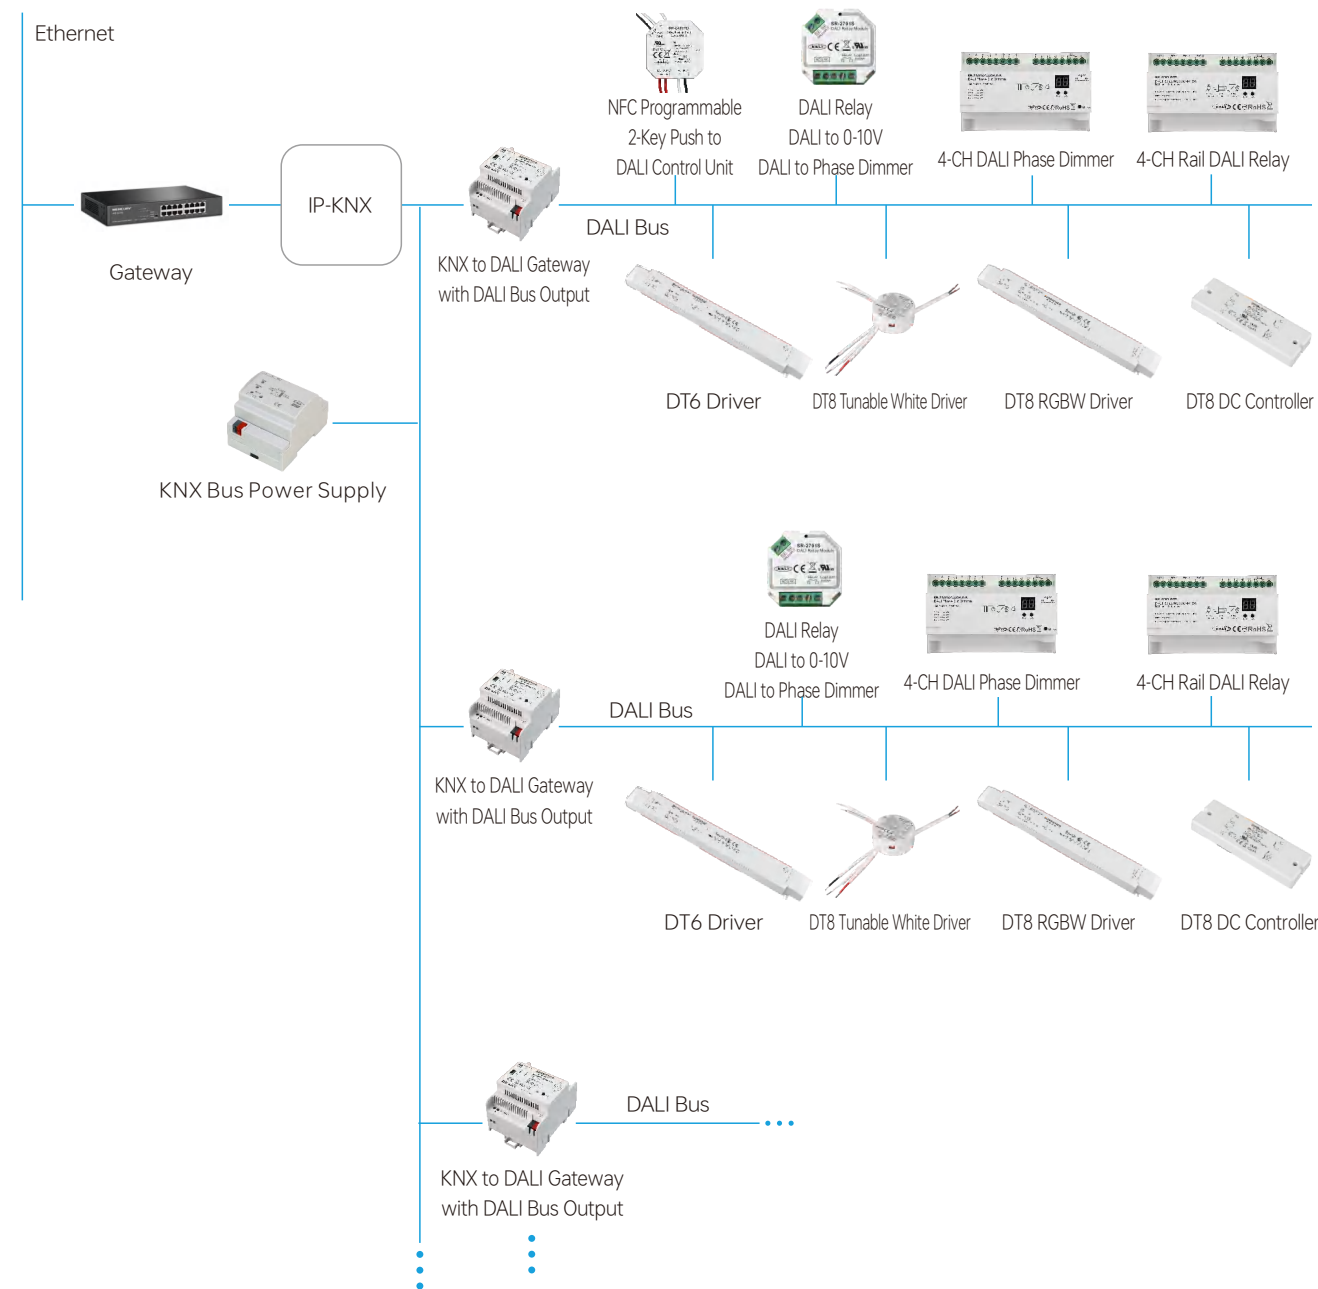 Ethernet
NFC Programmable
2-Key Push to
DALI Control Unit
DALI Relay
DALI to 0-10V
DALI to Phase Dimmer
4-CH DALI Phase Dimmer
4-CH Rail DALI Relay
Gateway
IP-KNX
KNX to DALI Gateway
with DALI Bus Output
DALI Bus
DT6 Driver
DT8 Tunable White Driver
DT8 RGBW Driver
DT8 DC Controller
KNX Bus Power Supply
DALI Relay
DALI to 0-10V
DALI to Phase Dimmer
4-CH DALI Phase Dimmer
4-CH Rail DALI Relay
DALI Bus
KNX to DALI Gateway
with DALI Bus Output
DT6 Driver
DT8 Tunable White Driver
DT8 RGBW Driver
DT8 DC Controller
DALI Bus
KNX to DALI Gateway
with DALI Bus Output